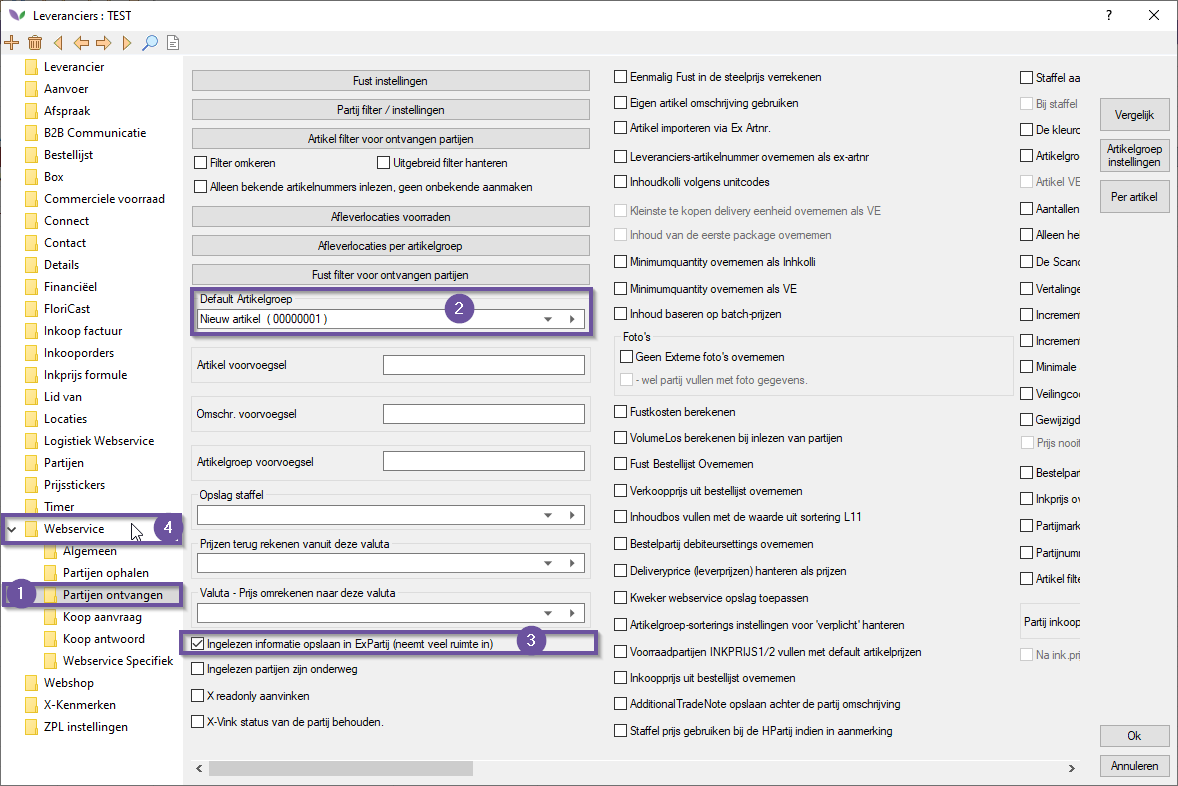 Leveranciers : TEST
?
Leverancier
Aanvoer
Afspraak
B2B Communicatie
Bestellijst
Box
Commerciele voorraad
Connect
Contact
Details
Financiëel
FloriCast
Inkoop factuur
Inkooporders
Inkprijs formule
Lid van
Locaties
Logistiek Webservice
Partijen
Prijsstickers
Timer
Webservice
4
Algemeen
Partijen ophalen
1
Partijen ontvangen
Koop aanvraag
Koop antwoord
Webservice Specifiek
Webshop
X-Kenmerken
ZPL instellingen
Fust instellingen
Partij filter / instellingen
Artikel filter voor ontvangen partijen
Filter omkeren
Uitgebreid filter hanteren
Alleen bekende artikelnummers inlezen, geen onbekende aanmaken
Afleverlocaties voorraden
Afleverlocaties per artikelgroep
Fust filter voor ontvangen partijen
Default Artikelgroep
2
Nieuw artikel ( 00000001 )
Artikel voorvoegsel
Omschr. voorvoegsel
Artikelgroep voorvoegsel
Opslag staffel
Prijzen terug rekenen vanuit deze valuta
Valuta - Prijs omrekenen naar deze valuta
Ingelezen informatie opslaan in ExPartij (neemt veel ruimte in)
3
Ingelezen partijen zijn onderweg
X readonly aanvinken
X-Vink status van de partij behouden.
Eenmalig Fust in de steelprijs verrekenen
Eigen artikel omschrijving gebruiken
Artikel importeren via Ex Artnr.
Leveranciers-artikelnummer overnemen als ex-artnr
Inhoudkolli volgens unitcodes
Kleinste te kopen delivery eenheid overnemen als VE
Inhoud van de eerste package overnemen
Minimumquantity overnemen als Inhkolli
Minimumquantity overnemen als VE
Inhoud baseren op batch-prijzen
Foto's
Geen Externe foto's overnemen
- wel partij vullen met foto gegevens.
Fustkosten berekenen
VolumeLos berekenen bij inlezen van partijen
Fust Bestellijst Overnemen
Verkoopprijs uit bestellijst overnemen
Inhoudbos vullen met de waarde uit sortering L11
Bestelpartij debiteursettings overnemen
Deliveryprice (leverprijzen) hanteren als prijzen
Kweker webservice opslag toepassen
Artikelgroep-sorterings instellingen voor 'verplicht' hanteren
Voorraadpartijen INKPRIJS1/2 vullen met default artikelprijzen
Inkoopprijs uit bestellijst overnemen
AdditionalTradeNote opslaan achter de partij omschrijving
Staffel prijs gebruiken bij de HPartij indien in aanmerking
Staffel aa
Bij staffel
De kleurc
Artikelgro
Artikel VE
Aantallen
Alleen hel
De Scanc
Vertalinge
Incremen
Incremen
Minimale
Veilingcoc
Gewijzigd
Prijs nooit
Bestelpar
Inkprijs ov
Partijmark
Partijnumr
Artikel filte
Partij inkoop
Na ink.pri
Vergelijk
Artikelgroep
instellingen
Per artikel
Ok
Annuleren